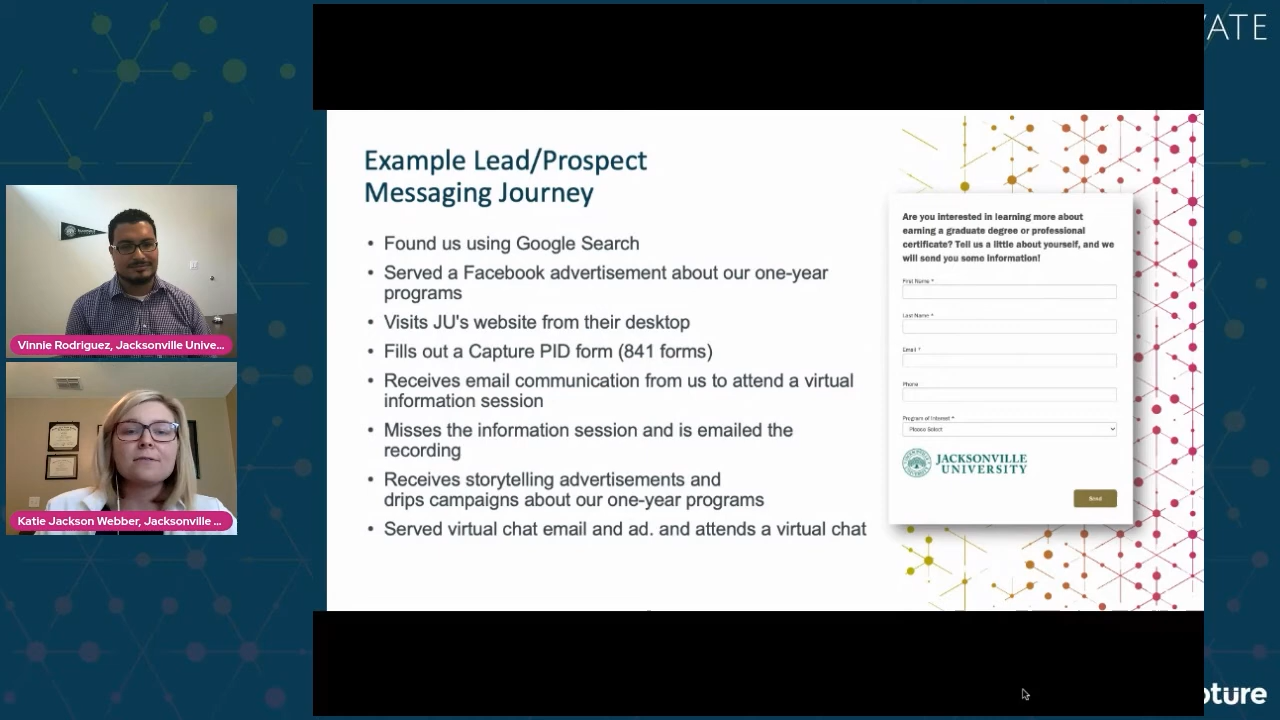 VATE
Example Lead/Prospect
Messaging Journey
• Found us using Google Search
• Served a Facebook advertisement about our one-year
programs
• Visits JU's website from their desktop
• Fills out a Capture PID form (841 forms)
• Receives email communication from us to attend a virtual
information session
• Misses the information session and is emailed the
recording
• Receives storytelling advertisements and
drips campaigns about our one-year programs
• Served virtual chat email and ad. and attends a virtual chat
Are you interested in learning more about
earning a graduate degree or professional
certificate? Tell us a little about yourself, and we
will send you some information!
First Name *
Last Name *
Email *
Phone
Program of Interest *
Please Select
JACKSONVILLE
UNIVERSITY
Send
Vinnie Rodriguez, Jacksonville Unive...
Katie Jackson Webber, Jacksonville ...
pture